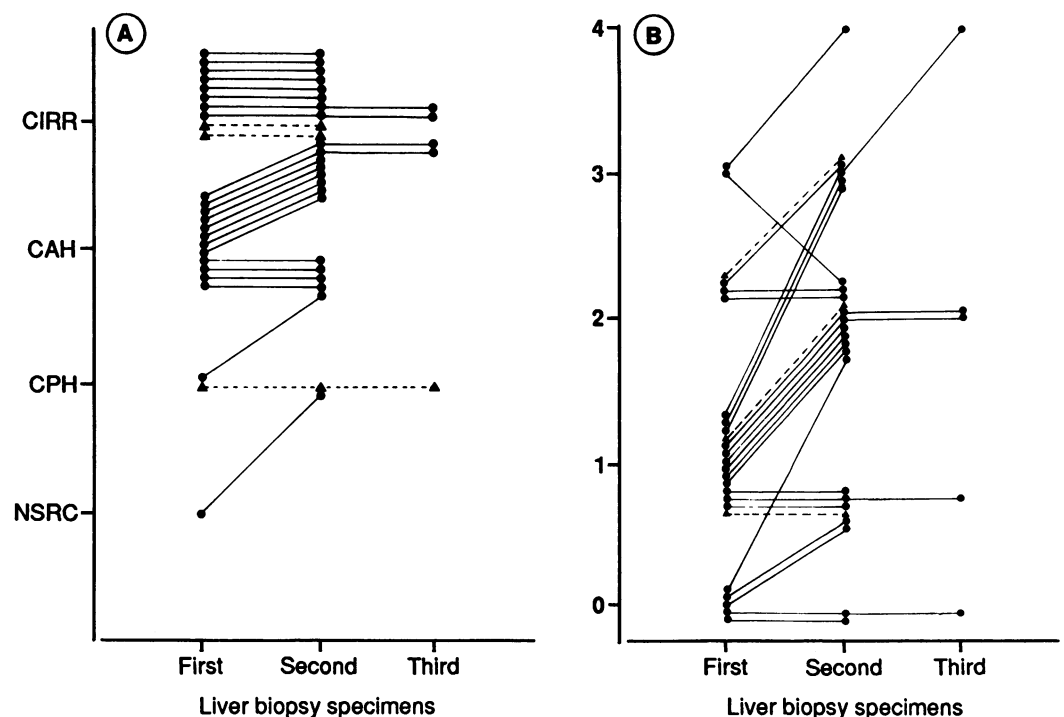 A
CIRR
CAH
CPH
NSRC
First Second Third
Liver biopsy specimens
B
4
3
2
1
0
First Second Third
Liver biopsy specimens